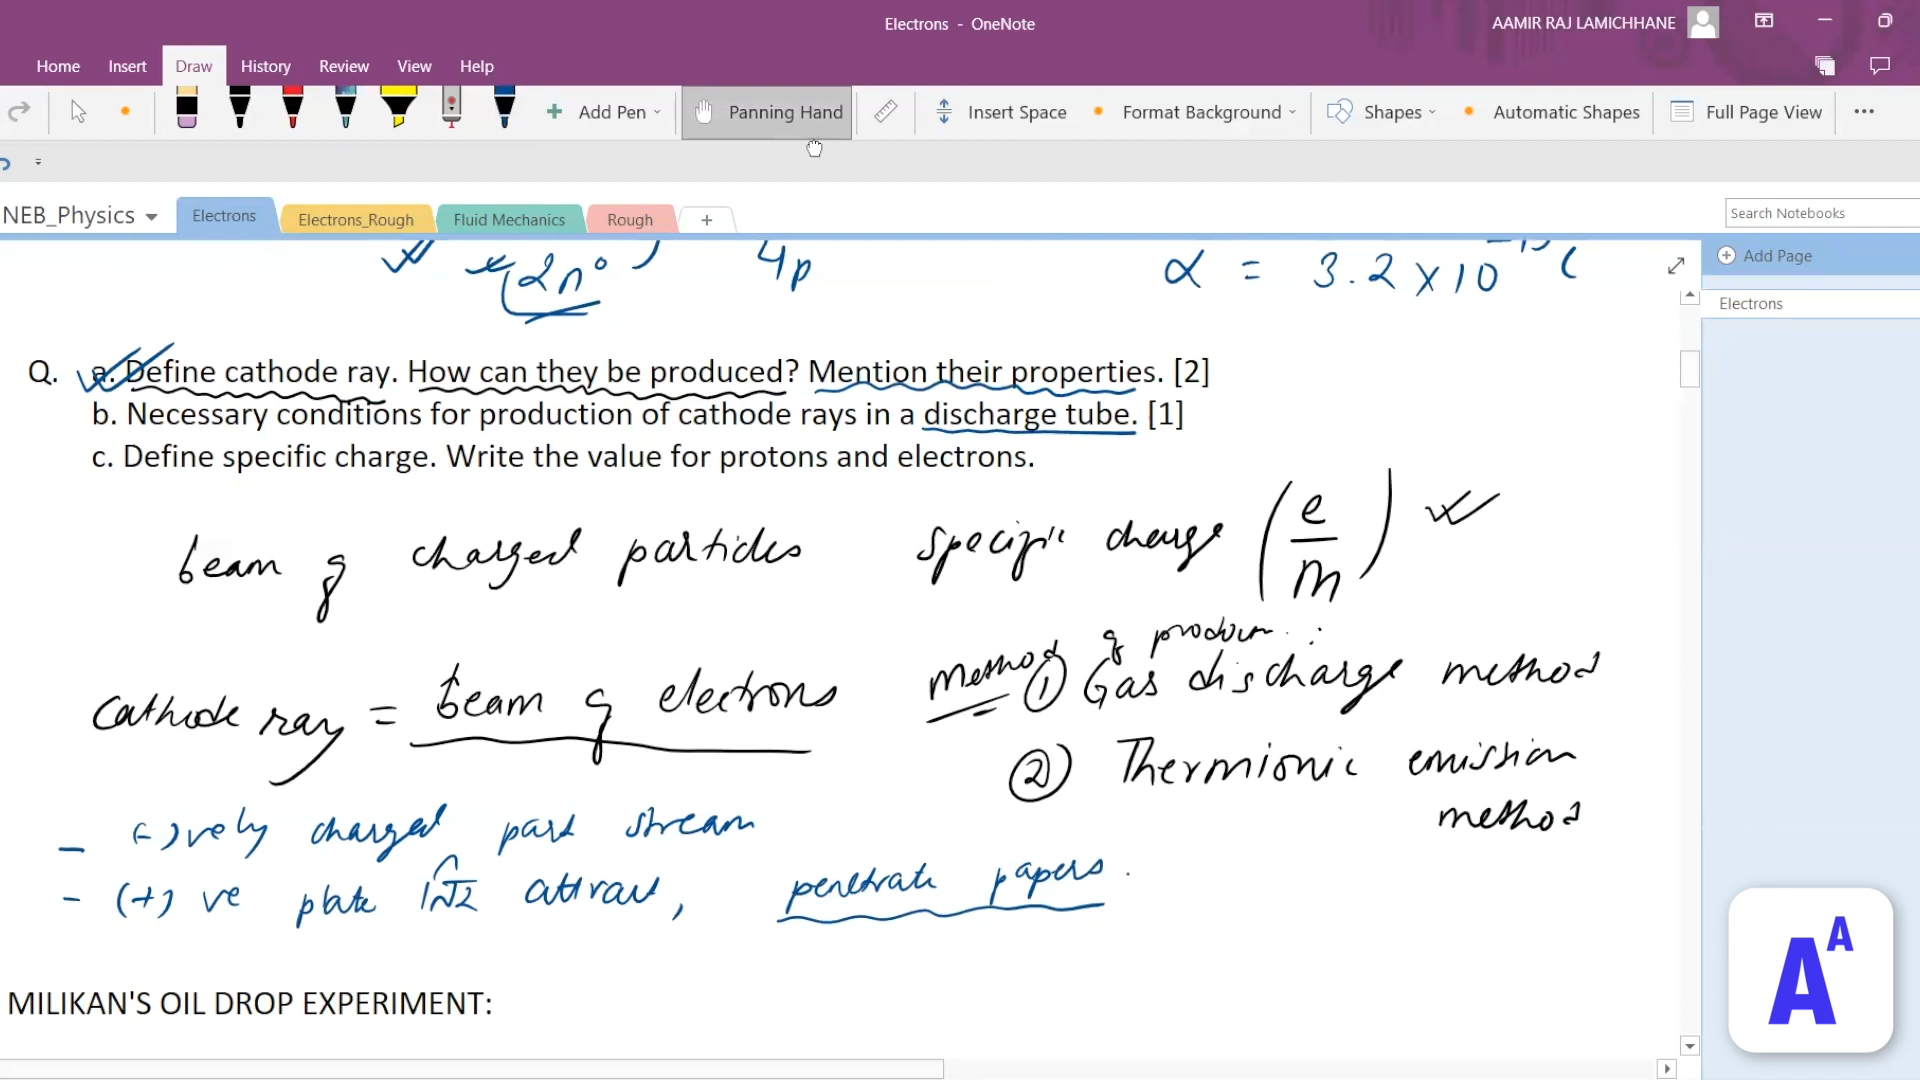 Electrons - OneNote
AAMIR RAJ LAMICHHANE
Home Insert Draw History Review View Help
Add Pen Panning Hand Insert Space Format Background Shapes Automatic Shapes Full Page View
NEB_Physics Electrons Electrons_Rough Fluid Mechanics Rough +
Search Notebooks
Add Page
Electrons
2n⁰ 4p α = 3.2 × 10
Q. a. Define cathode ray. How can they be produced? Mention their properties. [2]
b. Necessary conditions for production of cathode rays in a discharge tube. [1]
c. Define specific charge. Write the value for protons and electrons.
beam of charged particles specific charge (e/m)
Method of
cathode ray = beam of electrons
① Gas discharge method
② Thermionic emission
method
- (-)vely charged part stream
- (+)ve plate attract, penetrate papers.
MILIKAN'S OIL DROP EXPERIMENT:
A^A